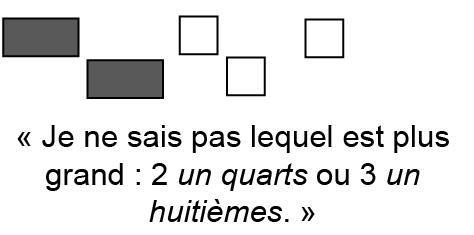 « Je ne sais pas lequel est plus
grand : 2 un quarts ou 3 un
huitièmes. »